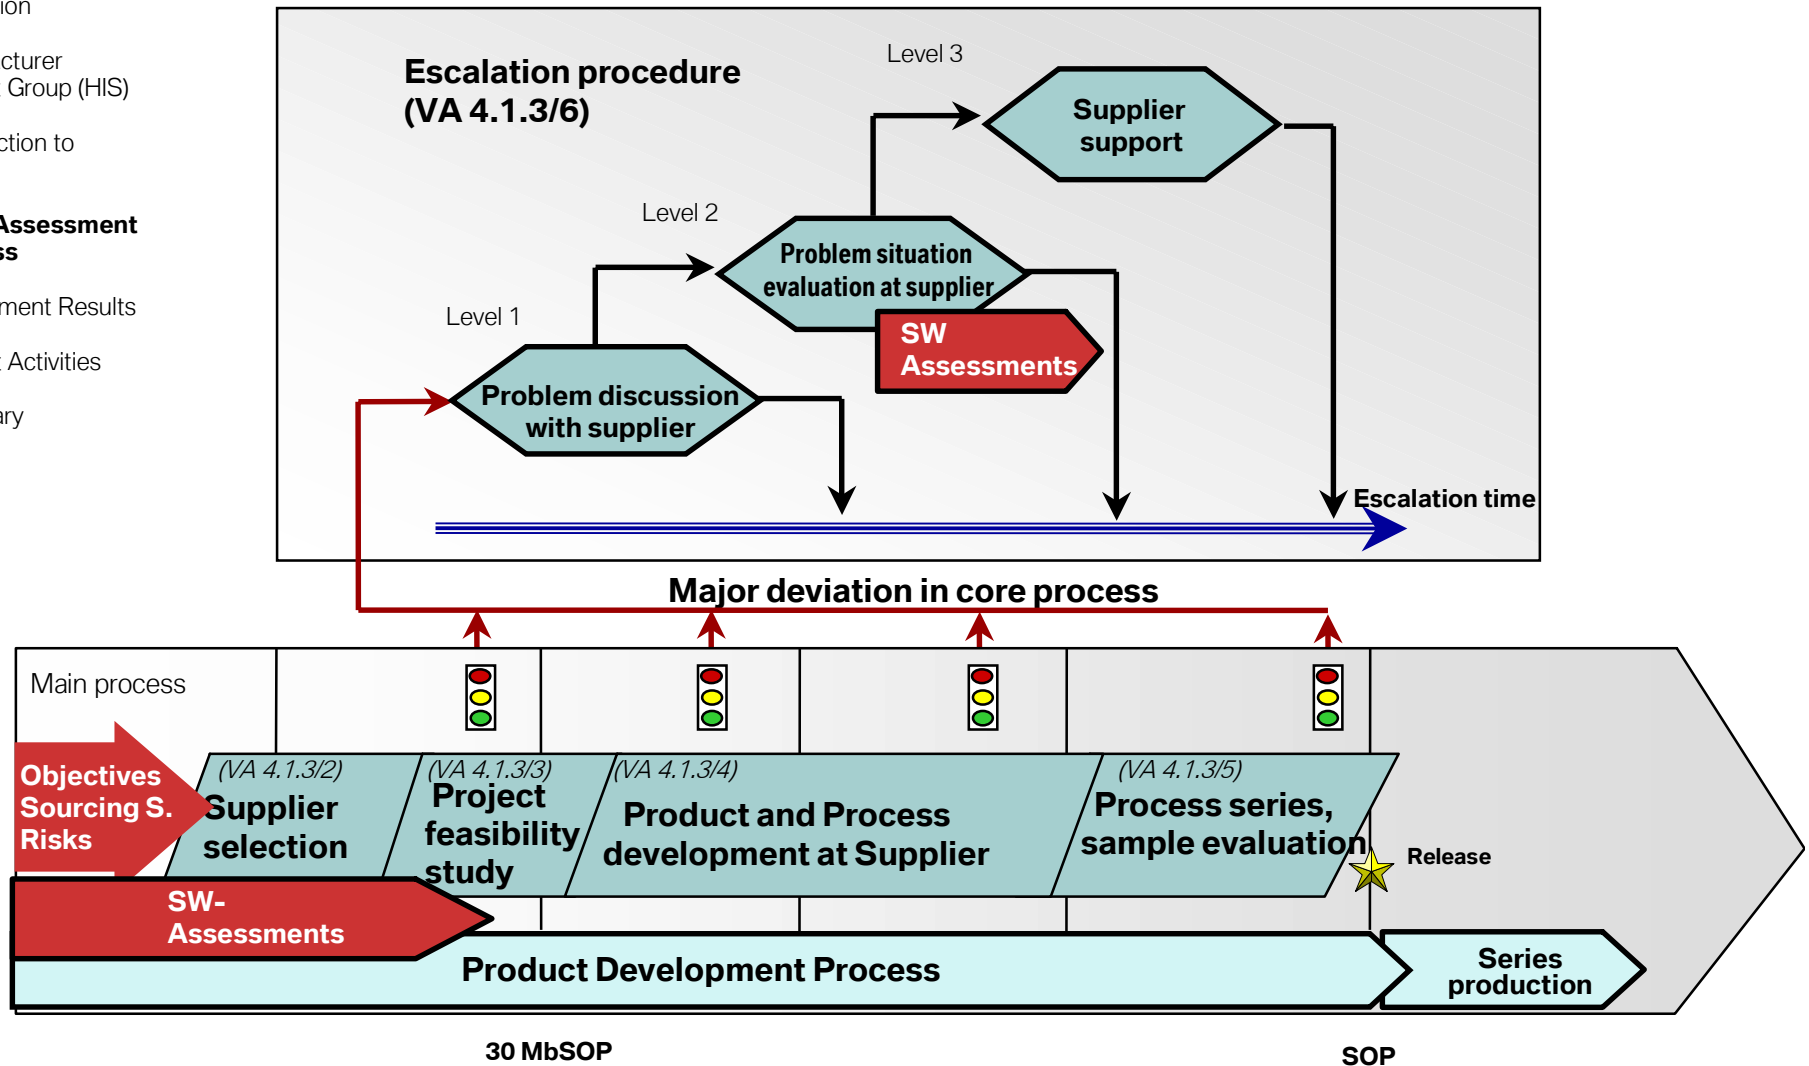 ion
cturer
Group (HIS)
ction to
Assessment
ss
ment Results
Activities
ary
Escalation procedure
(VA 4.1.3/6)
Level 3
Supplier
support
Level 2
Problem situation
evaluation at supplier
SW
Assessments
Level 1
Problem discussion
with supplier
Escalation time
Major deviation in core process
Main process
Objectives
Sourcing S.
Risks
(VA 4.1.3/2)
Supplier
selection
(VA 4.1.3/3)
Project
feasibility
study
(VA 4.1.3/4)
Product and Process
development at Supplier
(VA 4.1.3/5)
Process series,
sample evaluation
Release
SW-
Assessments
Product Development Process
Series
production
30 MbSOP
SOP